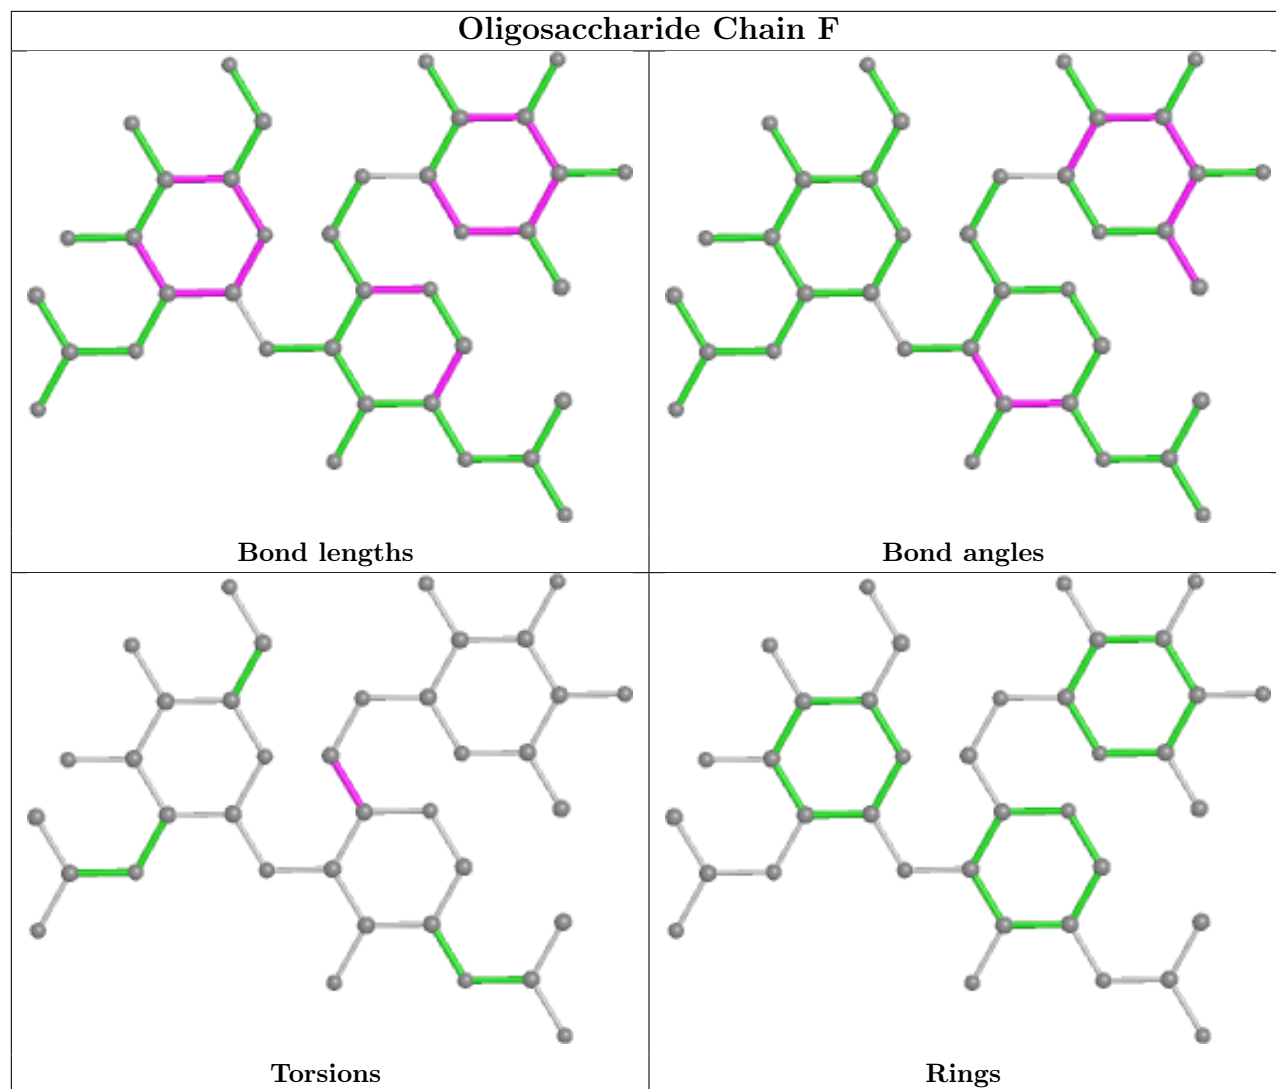 Oligosaccharide Chain F
Bond lengths
Bond angles
Torsions
Rings